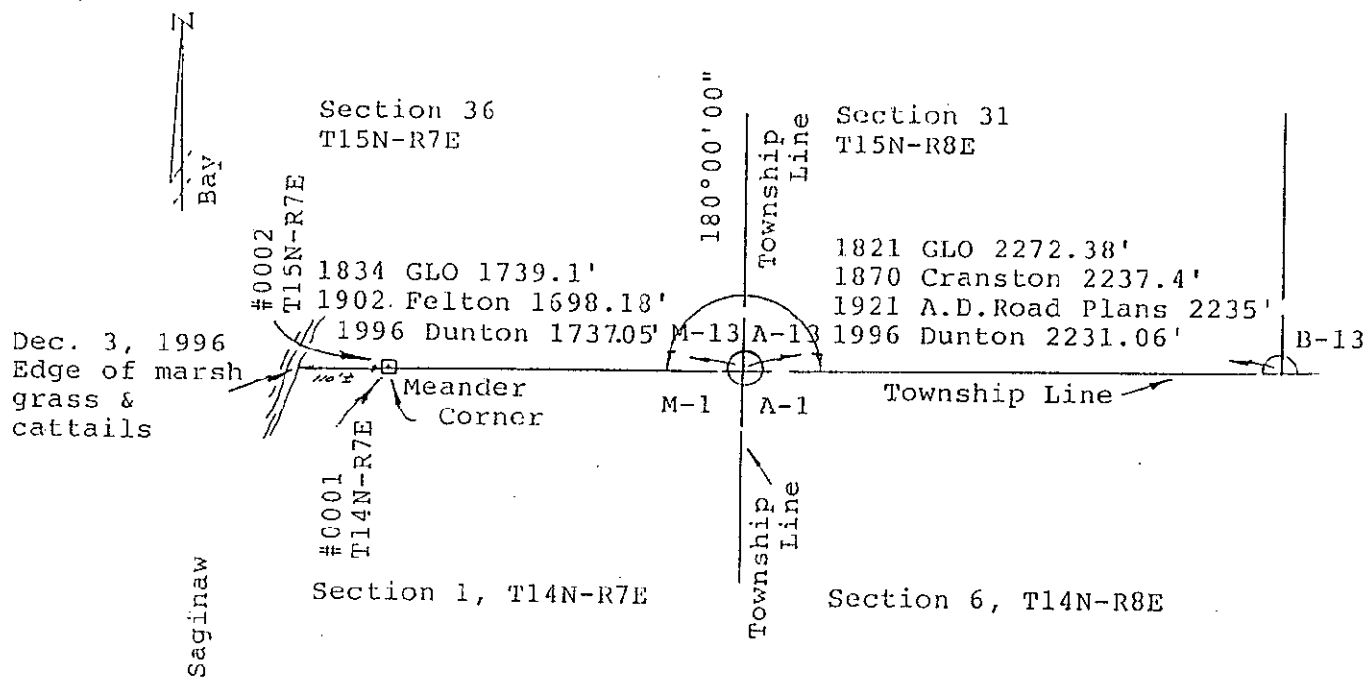 N
Bay
Section 36
T15N-R7E
180°00'00"
Township
Line
Section 31
T15N-R8E
#0002
T15N-R7E
1834 GLO 1739.1'
1902 Felton 1698.18'
1996 Dunton 1737.05'
M-13
A-13
1821 GLO 2272.38'
1870 Cranston 2237.4'
1921 A.D.Road Plans 2235'
1996 Dunton 2231.06'
B-13
Dec. 3, 1996
Edge of marsh
grass &
cattails
Meander
Corner
M-1
A-1
Township Line
#0001
T14N-R7E
Township
Line
Saginaw
Section 1, T14N-R7E
Section 6, T14N-R8E